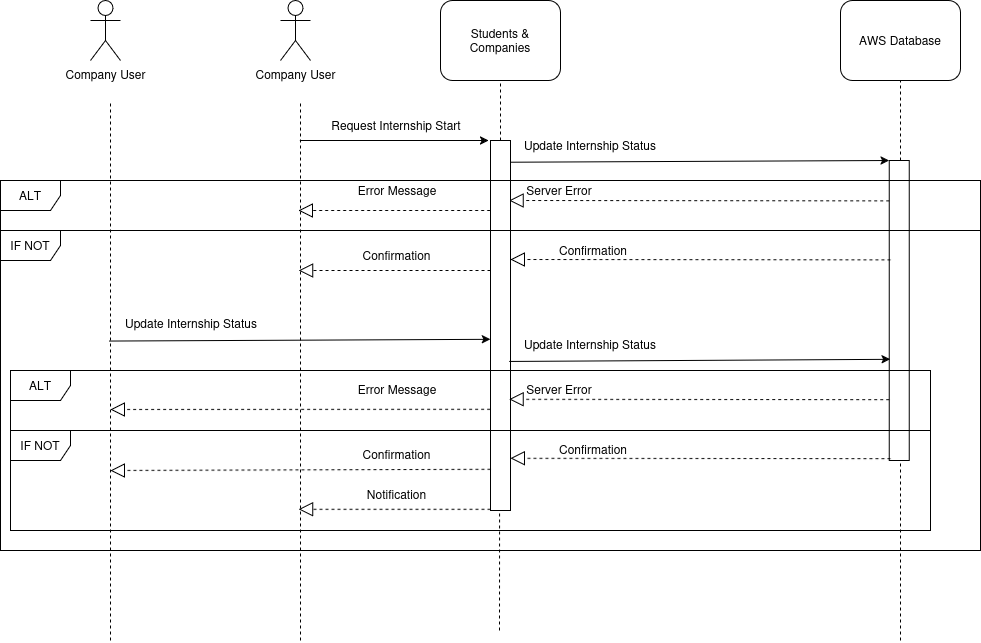 Students &
Companies
AWS Database
Company User
Company User
Request Internship Start
Update Internship Status
ALT
Error Message
Server Error
IF NOT
Confirmation
Confirmation
Update Internship Status
Update Internship Status
ALT
Error Message
Server Error
IF NOT
Confirmation
Confirmation
Notification